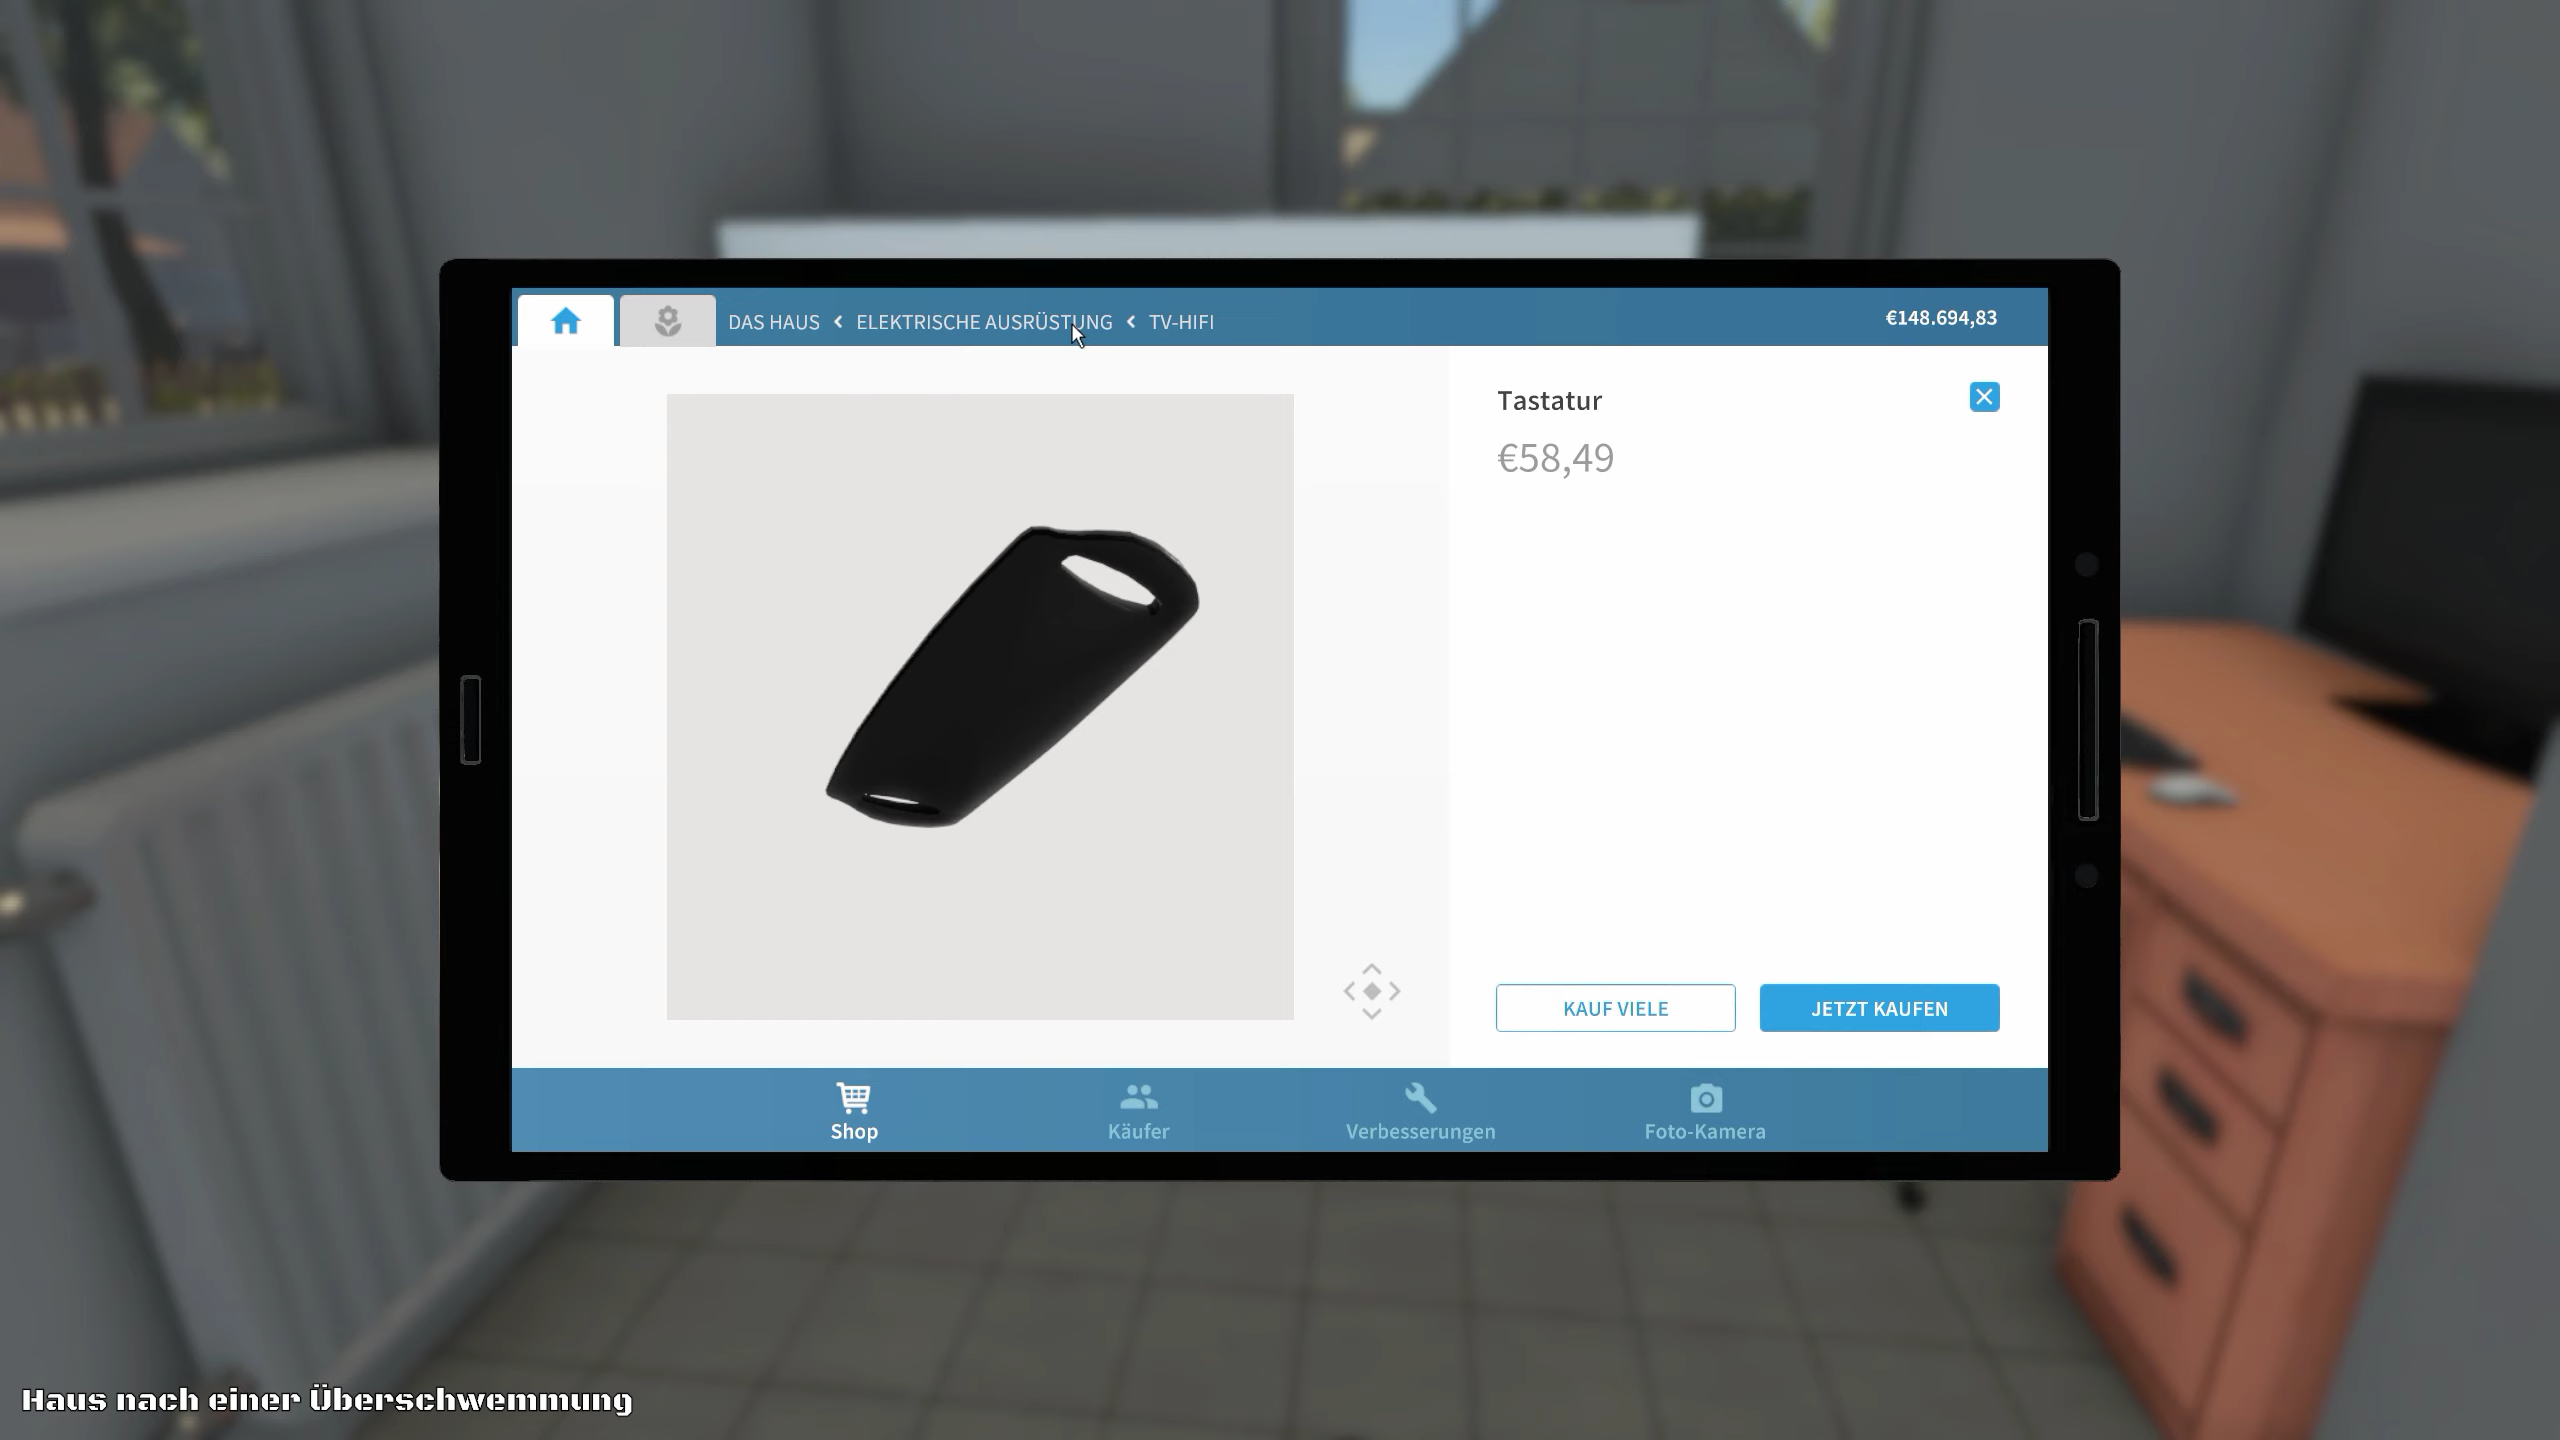 DAS HAUS ELEKTRISCHE AUSRÜSTUNG TV-HIFI
€148.694,83
Tastatur
€58,49
KAUF VIELE
JETZT KAUFEN
Shop
Käufer
Verbesserungen
Foto-Kamera
Haus nach einer Überschwemmung